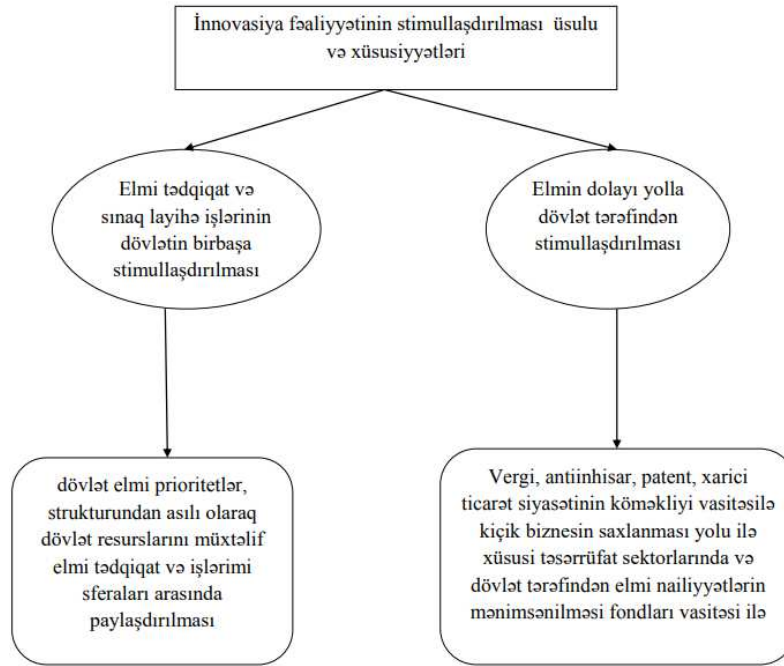 İnnovasiya fəaliyyətinin stimullaşdırılması üsulu
və xüsusiyyətləri
Elmi tədqiqat və
sınaq layihə işlərinin
dövlətin birbaşa
stimullaşdırılması
Elmin dolayı yolla
dövlət tərəfindən
stimullaşdırılması
dövlət elmi prioritetlər,
strukturundan asılı olaraq
dövlət resurslarını müxtəlif
elmi tədqiqat və işlərimi
sferaları arasında
paylaşdırılması
Vergi, antiinhisar, patent, xarici
ticarət siyasətinin köməkliyi vasitəsilə
kiçik biznesin saxlanması yolu ilə
xüsusi təsərrüfat sektorlarında və
dövlət tərəfindən elmi nailiyyətlərin
mənimsənilməsi fondları vasitəsi ilə